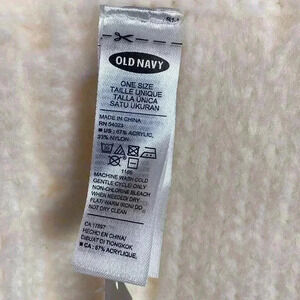 OLD NAVY
ONE SIZE
TAILLE UNIQUE
TALLA ÚNICA
SATU UKURAN
MADE IN CHINA
RN 54023
■ US: 67% ACRYLIC,
33% NYLON
MACHINE WASH COLD
GENTLE CYCLE ONLY
NON-CHLORINE BLEACH
WHEN NEEDED DRY
FLAT/ WARM IRON/ DO
NOT DRY CLEAN
CA 17897
HECHO EN CHINA/
DIBUAT DI TIONGKOK
■ CA: 67% ACRYLIQUE,